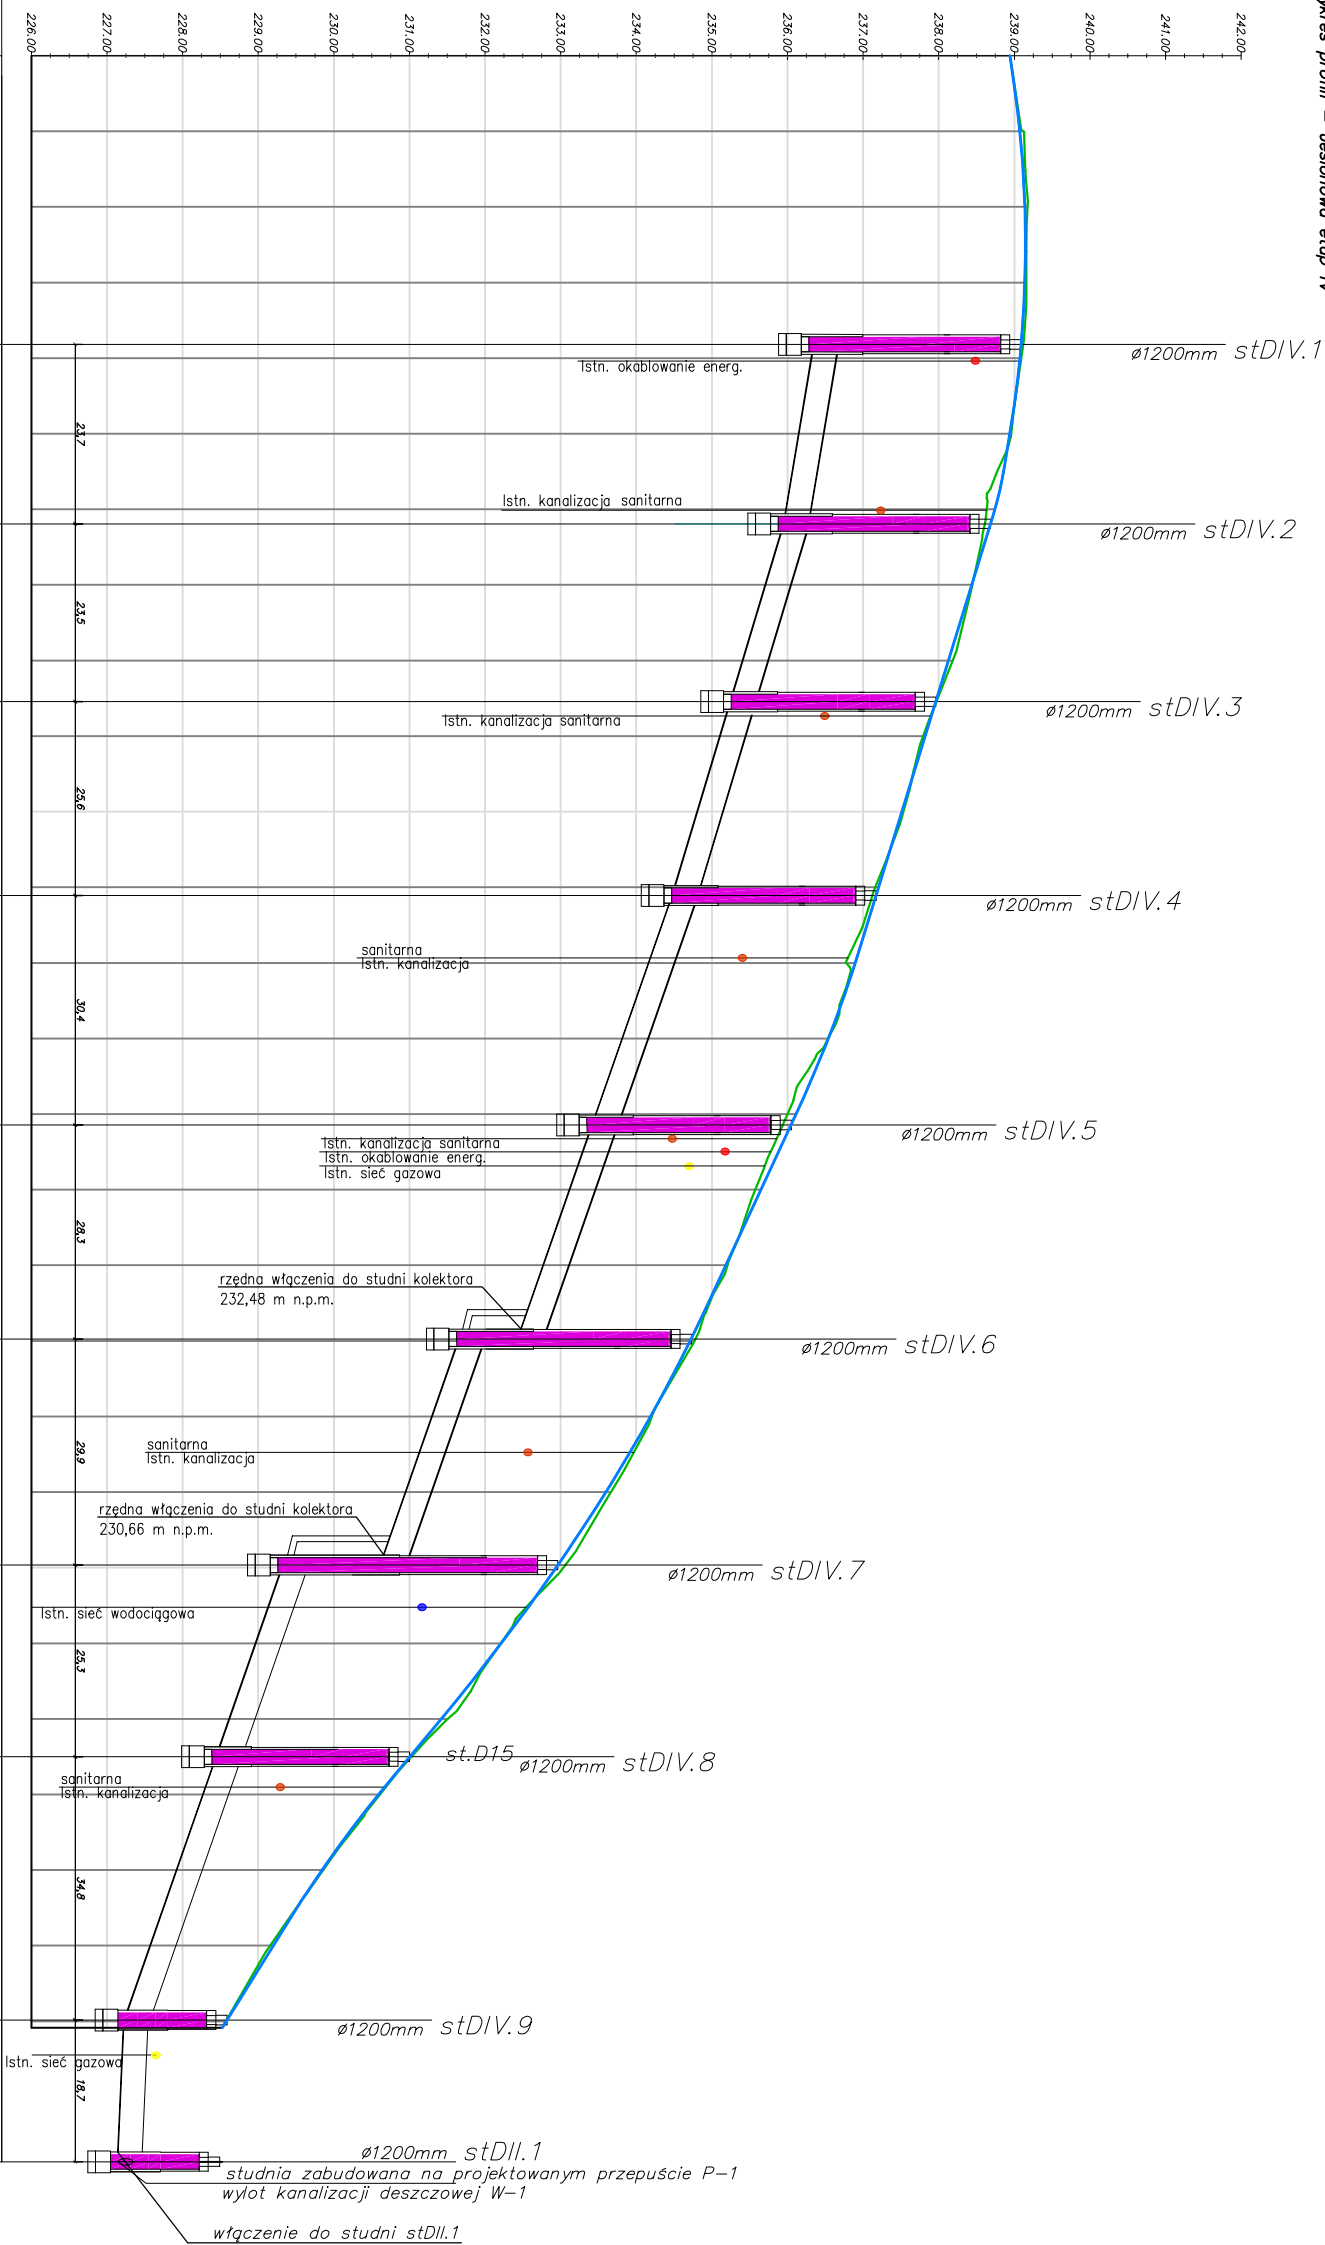 226.00
227.00
228.00
229.00
230.00
231.00
232.00
233.00
234.00
235.00
236.00
237.00
238.00
239.00
240.00
241.00
242.00
etap IV
ø1200mm stDIV.1
Istn. okablowanie energ.
23,7
Istn. kanalizacja sanitarna
ø1200mm stDIV.2
23,5
ø1200mm stDIV.3
Istn. kanalizacja sanitarna
25,6
ø1200mm stDIV.4
sanitarna
Istn. kanalizacja
30,4
ø1200mm stDIV.5
Istn. kanalizacja sanitarna
Istn. okablowanie energ.
Istn. sieć gazowa
28,3
rzędna włączenia do studni kolektora
232,48 m n.p.m.
ø1200mm stDIV.6
sanitarna
Istn. kanalizacja
29,9
rzędna włączenia do studni kolektora
230,66 m n.p.m.
ø1200mm stDIV.7
Istn. sieć wodociągowa
25,3
st.D15
ø1200mm stDIV.8
sanitarna
Istn. kanalizacja
34,8
ø1200mm stDIV.9
Istn. sieć gazowa
18,7
ø1200mm stDII.1
studnia zabudowana na projektowanym przepuście P-1
wylot kanalizacji deszczowej W-1
włączenie do studni stDII.1